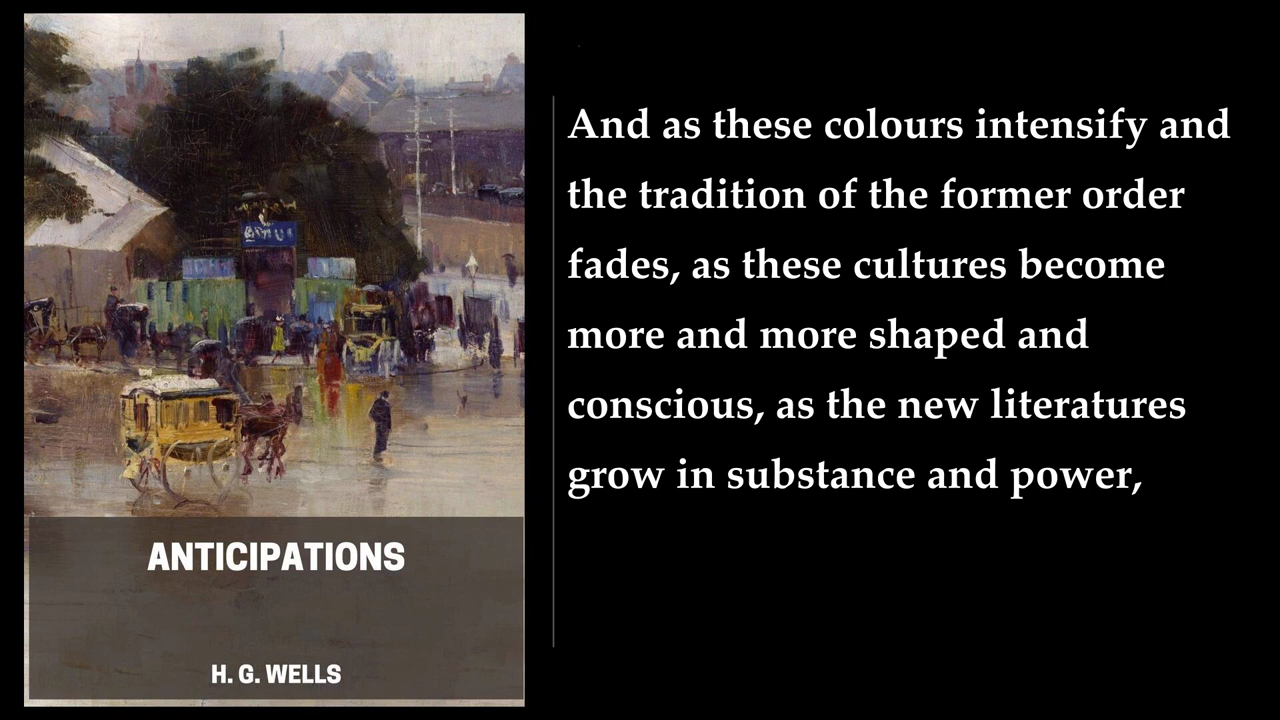 ANTICIPATIONS
H. G. WELLS
And as these colours intensify and
the tradition of the former order
fades, as these cultures become
more and more shaped and
conscious, as the new literatures
grow in substance and power,